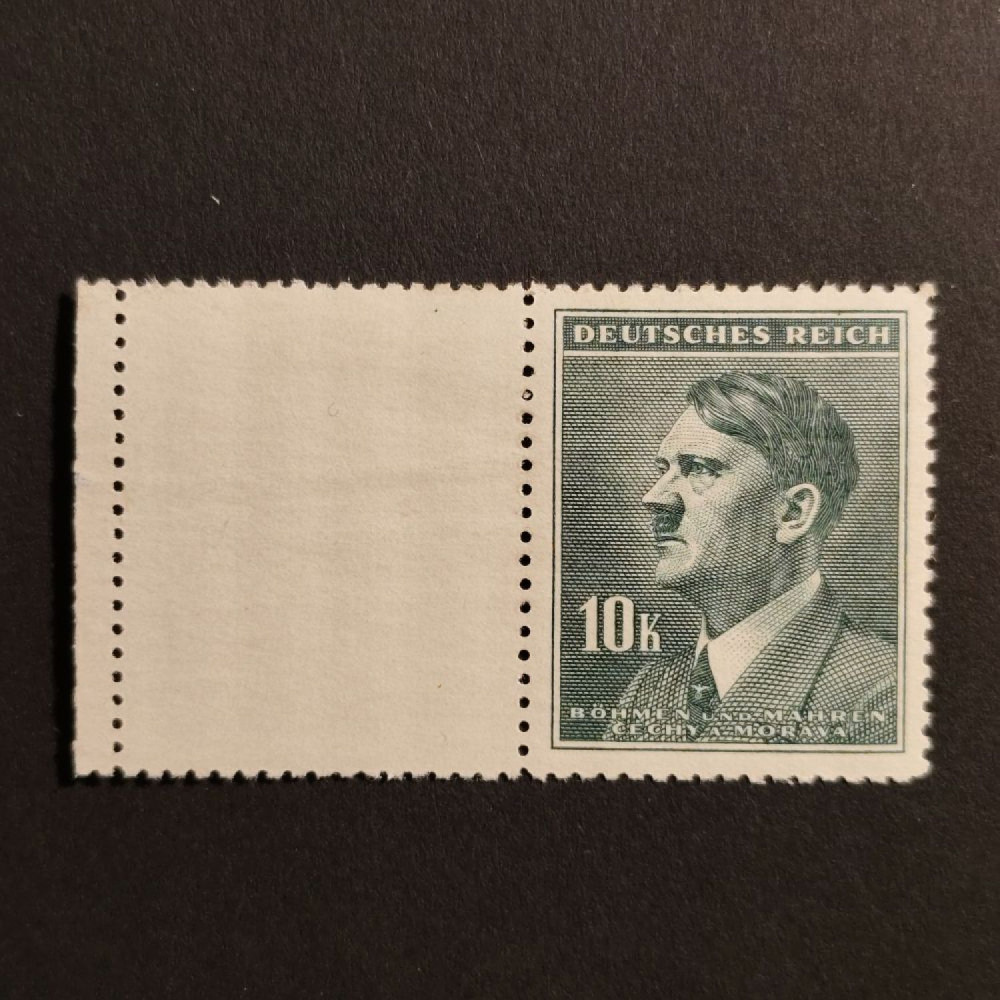 DEUTSCHES REICH
10K
BÖHMEN UND MÄHREN
ČECHY A MORAVA